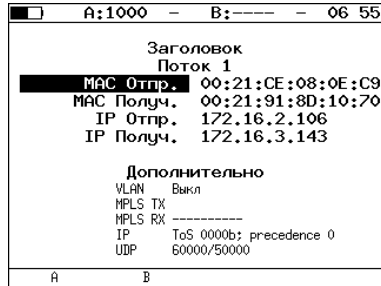 A:1000 – B:---- – 06 55
Заголовок
Поток 1
MAC Отпр. 00:21:CE:08:0E:C9
MAC Получ. 00:21:91:8D:10:70
IP Отпр. 172.16.2.106
IP Получ. 172.16.3.143
Дополнительно
VLAN Выкл
MPLS TX
MPLS RX ----------
IP ToS 0000b; precedence 0
UDP 60000/50000
A B